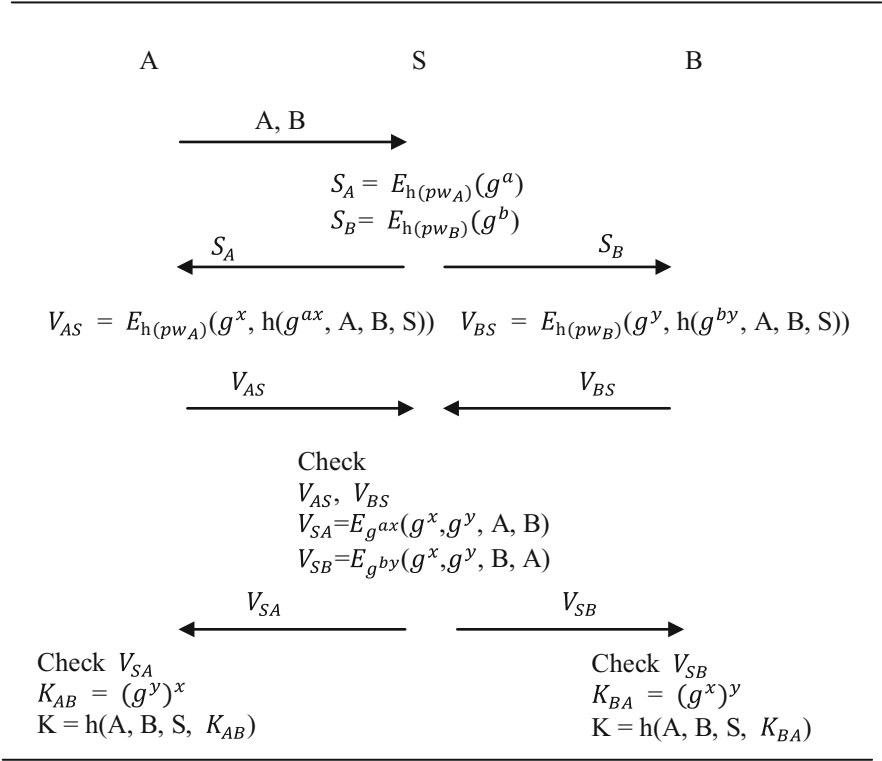 A S B
A, B
S_A = E_h(pw_A)(g^a)
S_B= E_h(pw_B)(g^b)
S_A S_B
V_AS = E_h(pw_A)(g^x, h(g^ax, A, B, S)) V_BS = E_h(pw_B)(g^y, h(g^by, A, B, S))
V_AS V_BS
Check
V_AS, V_BS
V_SA=E_g^ax(g^x,g^y, A, B)
V_SB=E_g^by(g^x,g^y, B, A)
V_SA V_SB
Check V_SA
K_AB = (g^y)^x
K = h(A, B, S, K_AB)
Check V_SB
K_BA = (g^x)^y
K = h(A, B, S, K_BA)